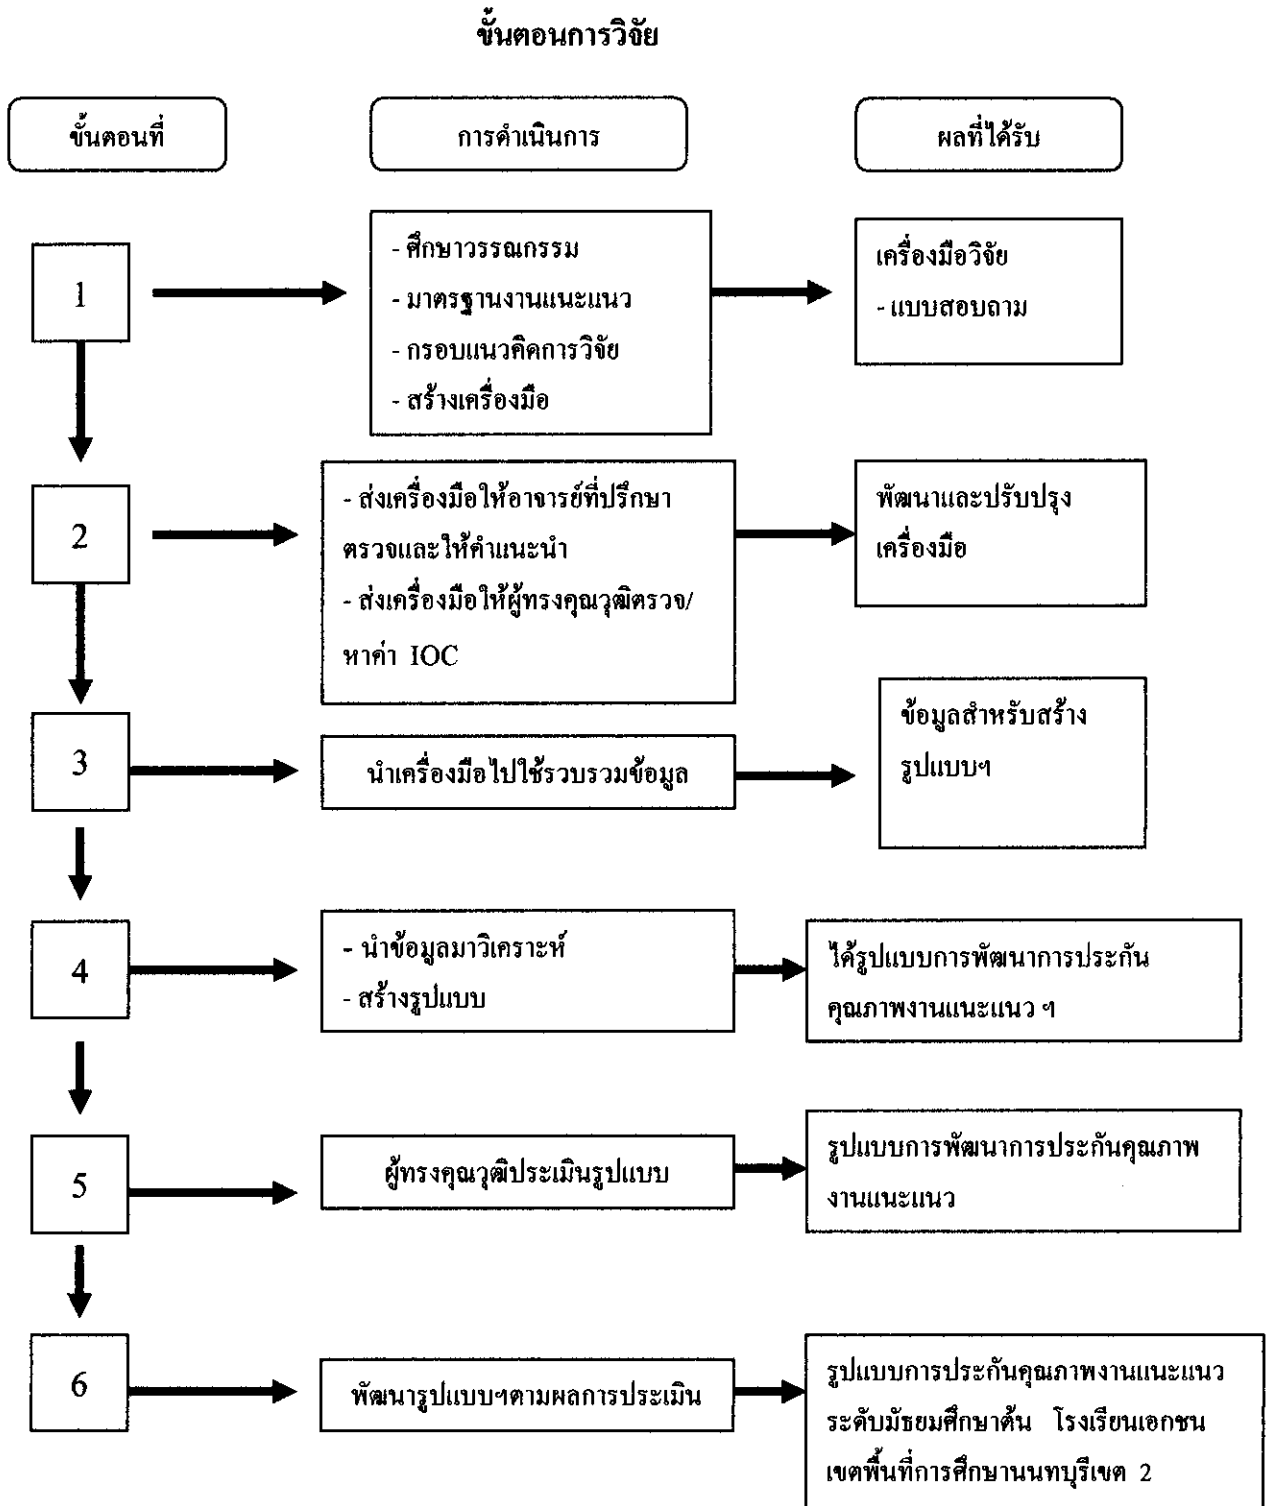 ขั้นตอนการวิจัย
ขั้นตอนที่
การดำเนินการ
ผลที่ได้รับ
1
- ศึกษาวรรณกรรม
- มาตรฐานงานแนะแนว
- กรอบแนวคิดการวิจัย
- สร้างเครื่องมือ
เครื่องมือวิจัย
- แบบสอบถาม
2
- ส่งเครื่องมือให้อาจารย์ที่ปรึกษา
ตรวจและให้คำแนะนำ
- ส่งเครื่องมือให้ผู้ทรงคุณวุฒิตรวจ/
หาค่า IOC
พัฒนาและปรับปรุง
เครื่องมือ
3
นำเครื่องมือไปใช้รวบรวมข้อมูล
ข้อมูลสำหรับสร้าง
รูปแบบฯ
4
- นำข้อมูลมาวิเคราะห์
- สร้างรูปแบบ
ได้รูปแบบการพัฒนาการประกัน
คุณภาพงานแนะแนว ฯ
5
ผู้ทรงคุณวุฒิประเมินรูปแบบ
รูปแบบการพัฒนาการประกันคุณภาพ
งานแนะแนว
6
พัฒนารูปแบบฯตามผลการประเมิน
รูปแบบการประกันคุณภาพงานแนะแนว
ระดับมัธยมศึกษาต้น โรงเรียนเอกชน
เขตพื้นที่การศึกษานนทบุรีเขต 2